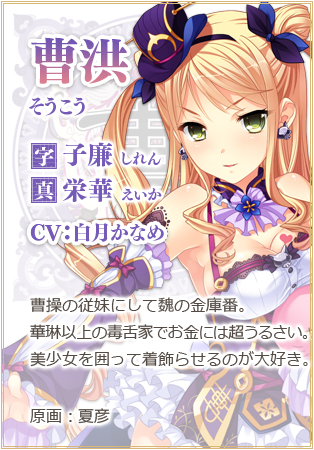 曹洪
そうこう
字 子廉 しれん
真 栄華 えいか
CV:白月かなめ
曹操の従妹にして魏の金庫番。
華琳以上の毒舌家でお金には超うるさい。
美少女を囲って着飾らせるのが大好き。
原画：夏彦